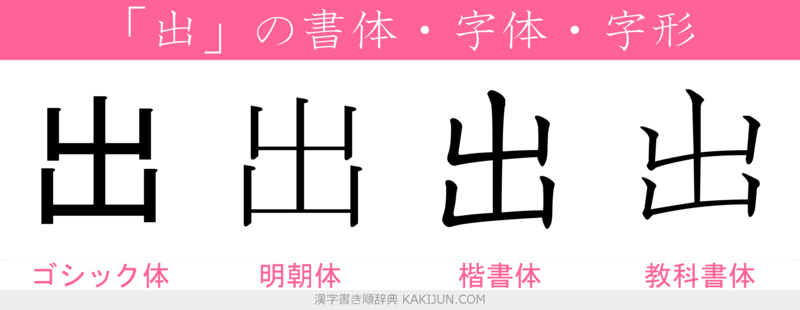 「出」の書体・字体・字形
出 出 出 出
ゴシック体 明朝体 楷書体 教科書体
漢字書き順辞典 KAKIJUN.COM